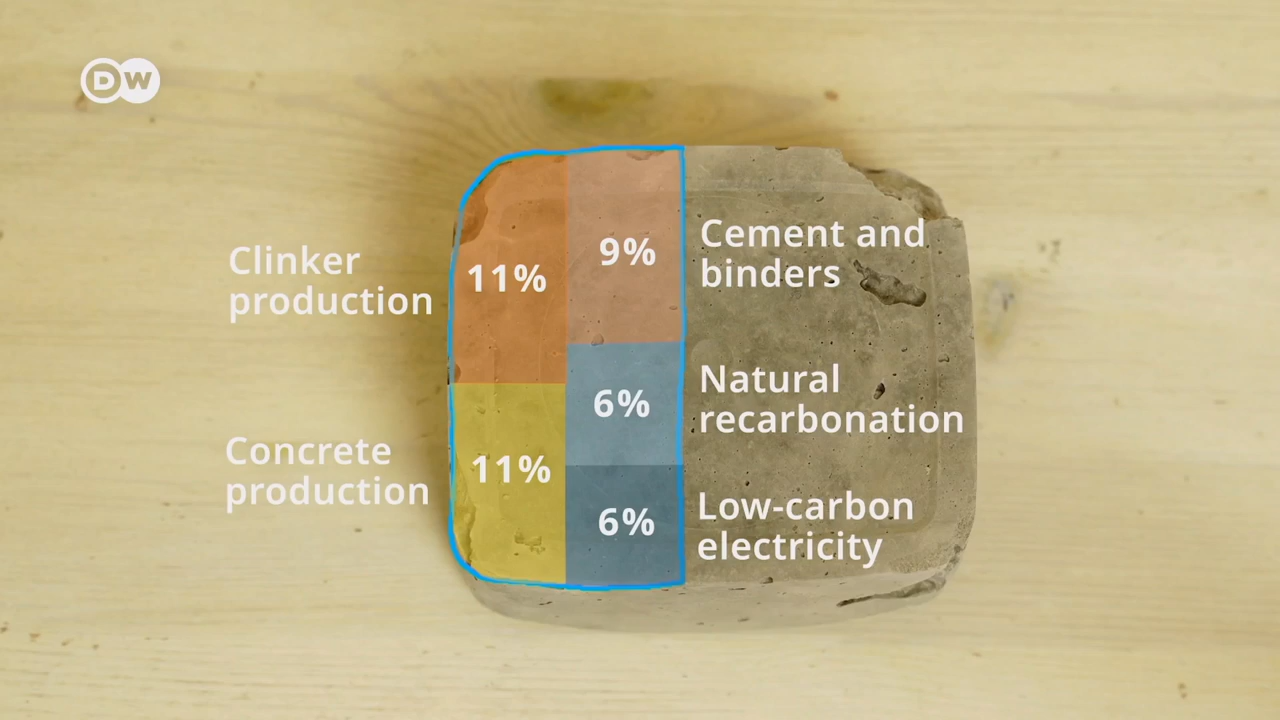 DW
Clinker
production
11%
9%
Cement and
binders
6%
Natural
recarbonation
Concrete
production
11%
6%
Low-carbon
electricity